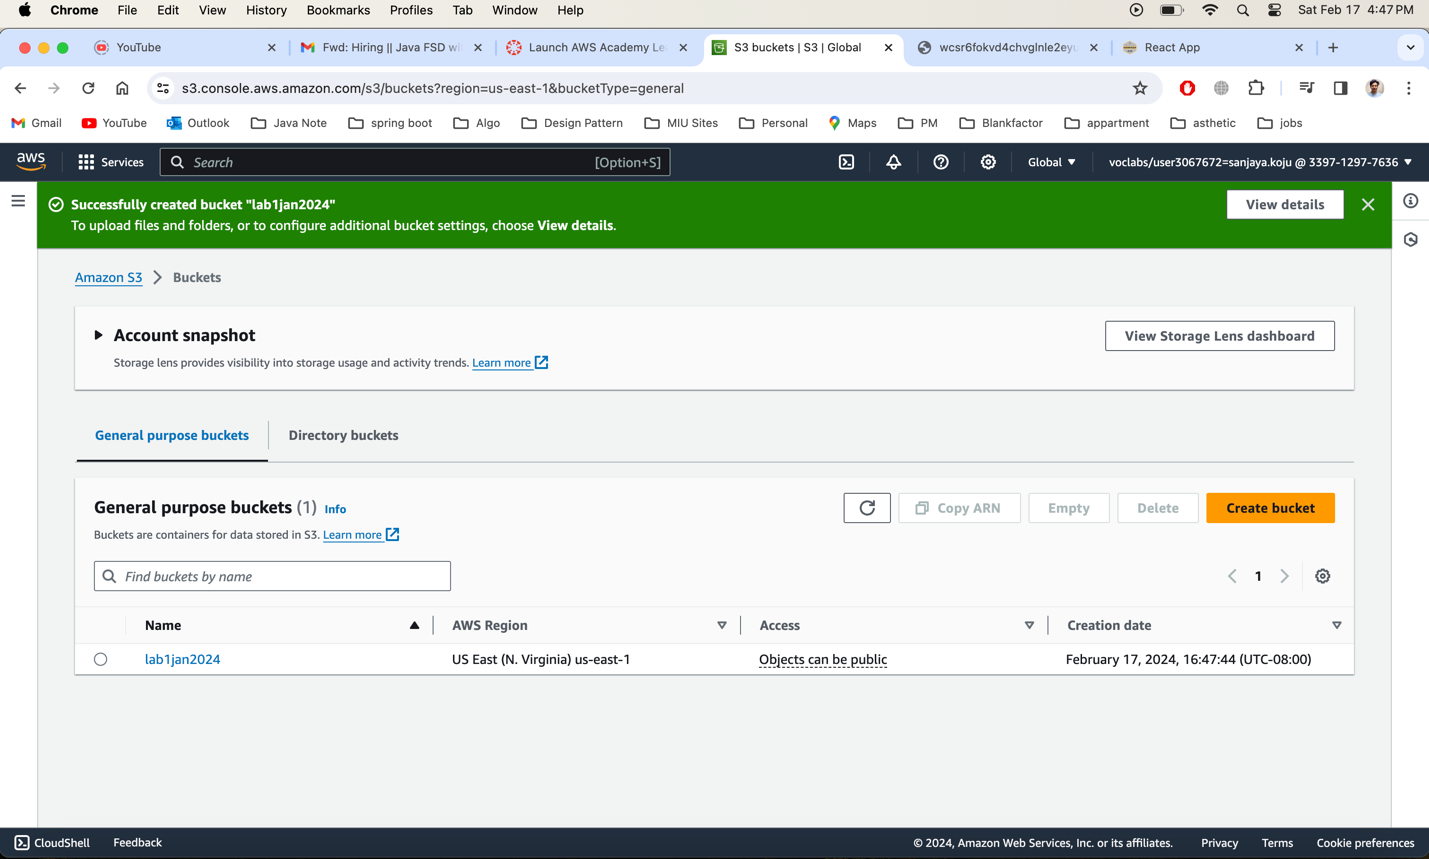 Chrome File Edit View History Bookmarks Profiles Tab Window Help Sat Feb 17 4:47 PM
YouTube Fwd: Hiring || Java FSD wi Launch AWS Academy Le S3 buckets | S3 | Global wcsr6fokvd4chvglnle2eyu React App
s3.console.aws.amazon.com/s3/buckets?region=us-east-1&bucketType=general
Gmail YouTube Outlook Java Note spring boot Algo Design Pattern MIU Sites Personal Maps PM Blankfactor appartment asthetic jobs
aws Services Search [Option+S] Global voclabs/user3067672=sanjaya.koju @ 3397-1297-7636
Successfully created bucket "lab1jan2024"
To upload files and folders, or to configure additional bucket settings, choose View details.
View details
Amazon S3 Buckets
Account snapshot
View Storage Lens dashboard
Storage lens provides visibility into storage usage and activity trends. Learn more
General purpose buckets Directory buckets
General purpose buckets (1) Info
Copy ARN Empty Delete Create bucket
Buckets are containers for data stored in S3. Learn more
Find buckets by name
1
Name AWS Region Access Creation date
lab1jan2024 US East (N. Virginia) us-east-1 Objects can be public February 17, 2024, 16:47:44 (UTC-08:00)
CloudShell Feedback © 2024, Amazon Web Services, Inc. or its affiliates. Privacy Terms Cookie preferences